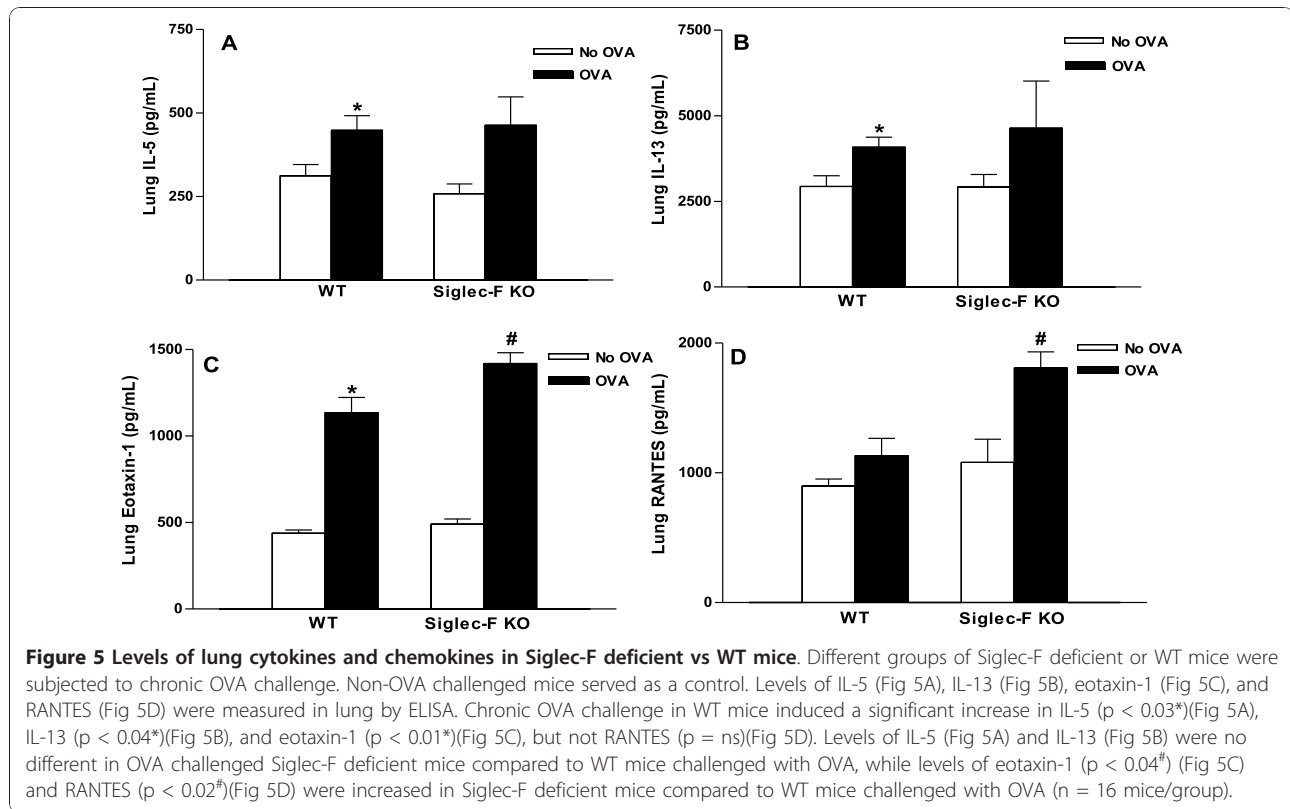 A
750
500
250
0
Lung IL-5 (pg/mL)
No OVA
OVA
*
WT
Siglec-F KO
B
7500
5000
2500
0
Lung IL-13 (pg/mL)
No OVA
OVA
*
WT
Siglec-F KO
C
1500
1000
500
0
Lung Eotaxin-1 (pg/mL)
No OVA
OVA
*
#
WT
Siglec-F KO
D
2000
1000
0
Lung RANTES (pg/mL)
No OVA
OVA
#
WT
Siglec-F KO
Figure 5 Levels of lung cytokines and chemokines in Siglec-F deficient vs WT mice. Different groups of Siglec-F deficient or WT mice were
subjected to chronic OVA challenge. Non-OVA challenged mice served as a control. Levels of IL-5 (Fig 5A), IL-13 (Fig 5B), eotaxin-1 (Fig 5C), and
RANTES (Fig 5D) were measured in lung by ELISA. Chronic OVA challenge in WT mice induced a significant increase in IL-5 (p < 0.03*)(Fig 5A),
IL-13 (p < 0.04*)(Fig 5B), and eotaxin-1 (p < 0.01*)(Fig 5C), but not RANTES (p = ns)(Fig 5D). Levels of IL-5 (Fig 5A) and IL-13 (Fig 5B) were no
different in OVA challenged Siglec-F deficient mice compared to WT mice challenged with OVA, while levels of eotaxin-1 (p < 0.04#) (Fig 5C)
and RANTES (p < 0.02#)(Fig 5D) were increased in Siglec-F deficient mice compared to WT mice challenged with OVA (n = 16 mice/group).